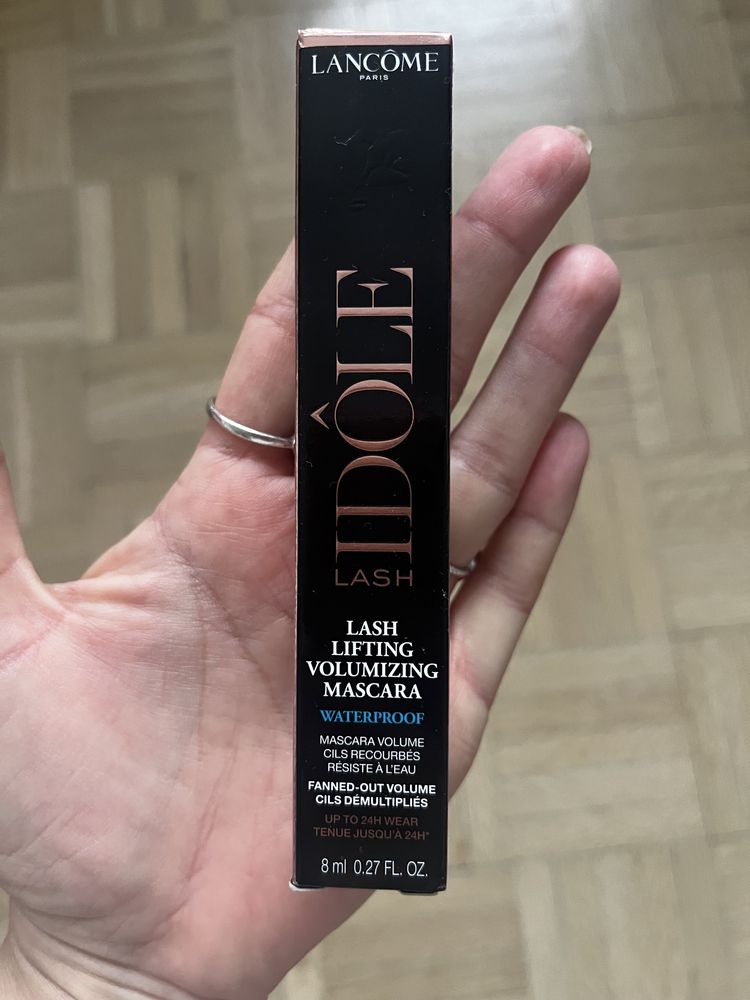 LANCÔME
PARIS
IDÔLE
LASH
LASH
LIFTING
VOLUMIZING
MASCARA
WATERPROOF
MASCARA VOLUME
CILS RECOURBÉS
RÉSISTE À L'EAU
FANNED-OUT VOLUME
CILS DÉMULTIPLIÉS
UP TO 24H WEAR
TENUE JUSQU'À 24H*
8 ml 0.27 FL. OZ.